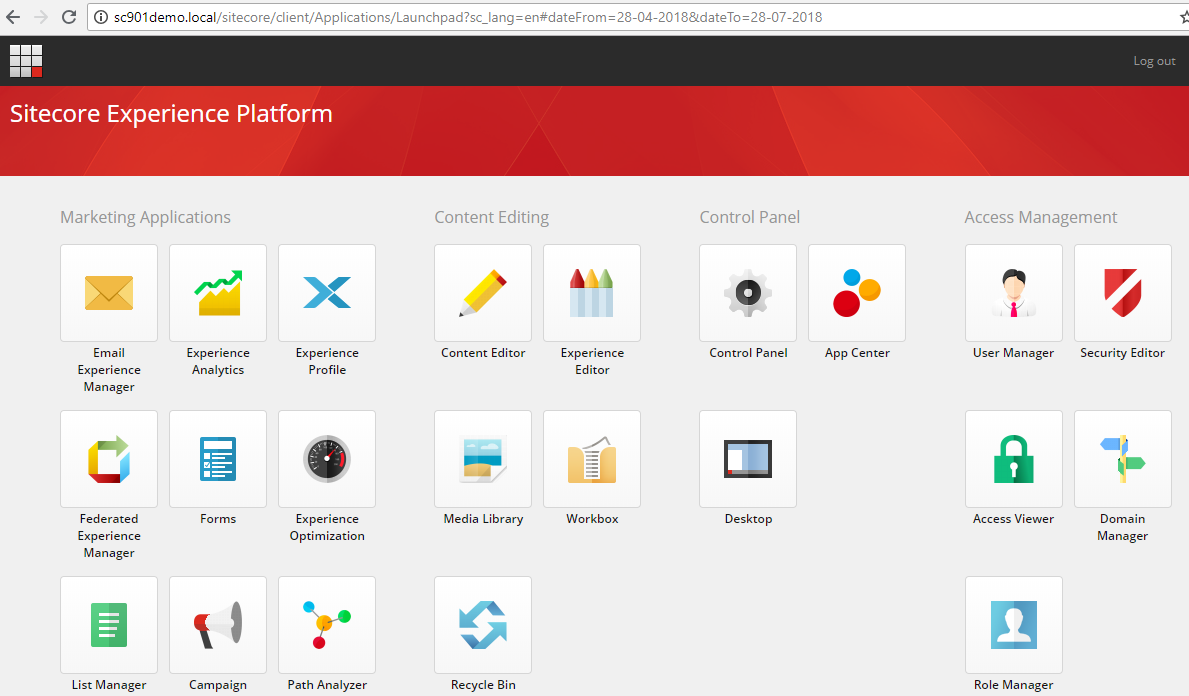 sc901demo.local/sitecore/client/Applications/Launchpad?sc_lang=en#dateFrom=28-04-2018&dateTo=28-07-2018
Log out
Sitecore Experience Platform
Marketing Applications
Content Editing
Control Panel
Access Management
Email
Experience
Manager
Experience
Analytics
Experience
Profile
Content Editor
Experience
Editor
Control Panel
App Center
User Manager
Security Editor
Federated
Experience
Manager
Forms
Experience
Optimization
Media Library
Workbox
Desktop
Access Viewer
Domain
Manager
List Manager
Campaign
Path Analyzer
Recycle Bin
Role Manager